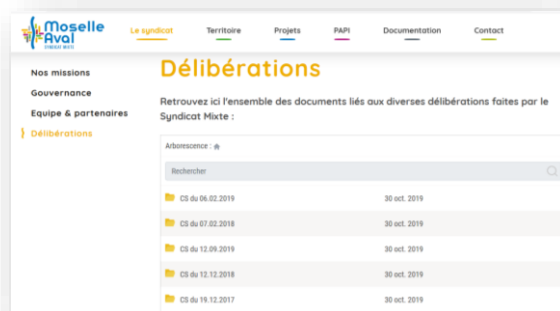 Moselle
Aval
SYNDICAT MIXTE
Le syndicat
Territoire
Projets
PAPI
Documentation
Contact
Nos missions
Gouvernance
Equipe & partenaires
Délibérations
Délibérations
Retrouvez ici l'ensemble des documents liés aux diverses délibérations faites par le
Syndicat Mixte :
Arborescence :
Rechercher
CS du 06.02.2019 30 oct. 2019
CS du 07.02.2018 30 oct. 2019
CS du 12.09.2019 30 oct. 2019
CS du 12.12.2018 30 oct. 2019
CS du 19.12.2017 30 oct. 2019